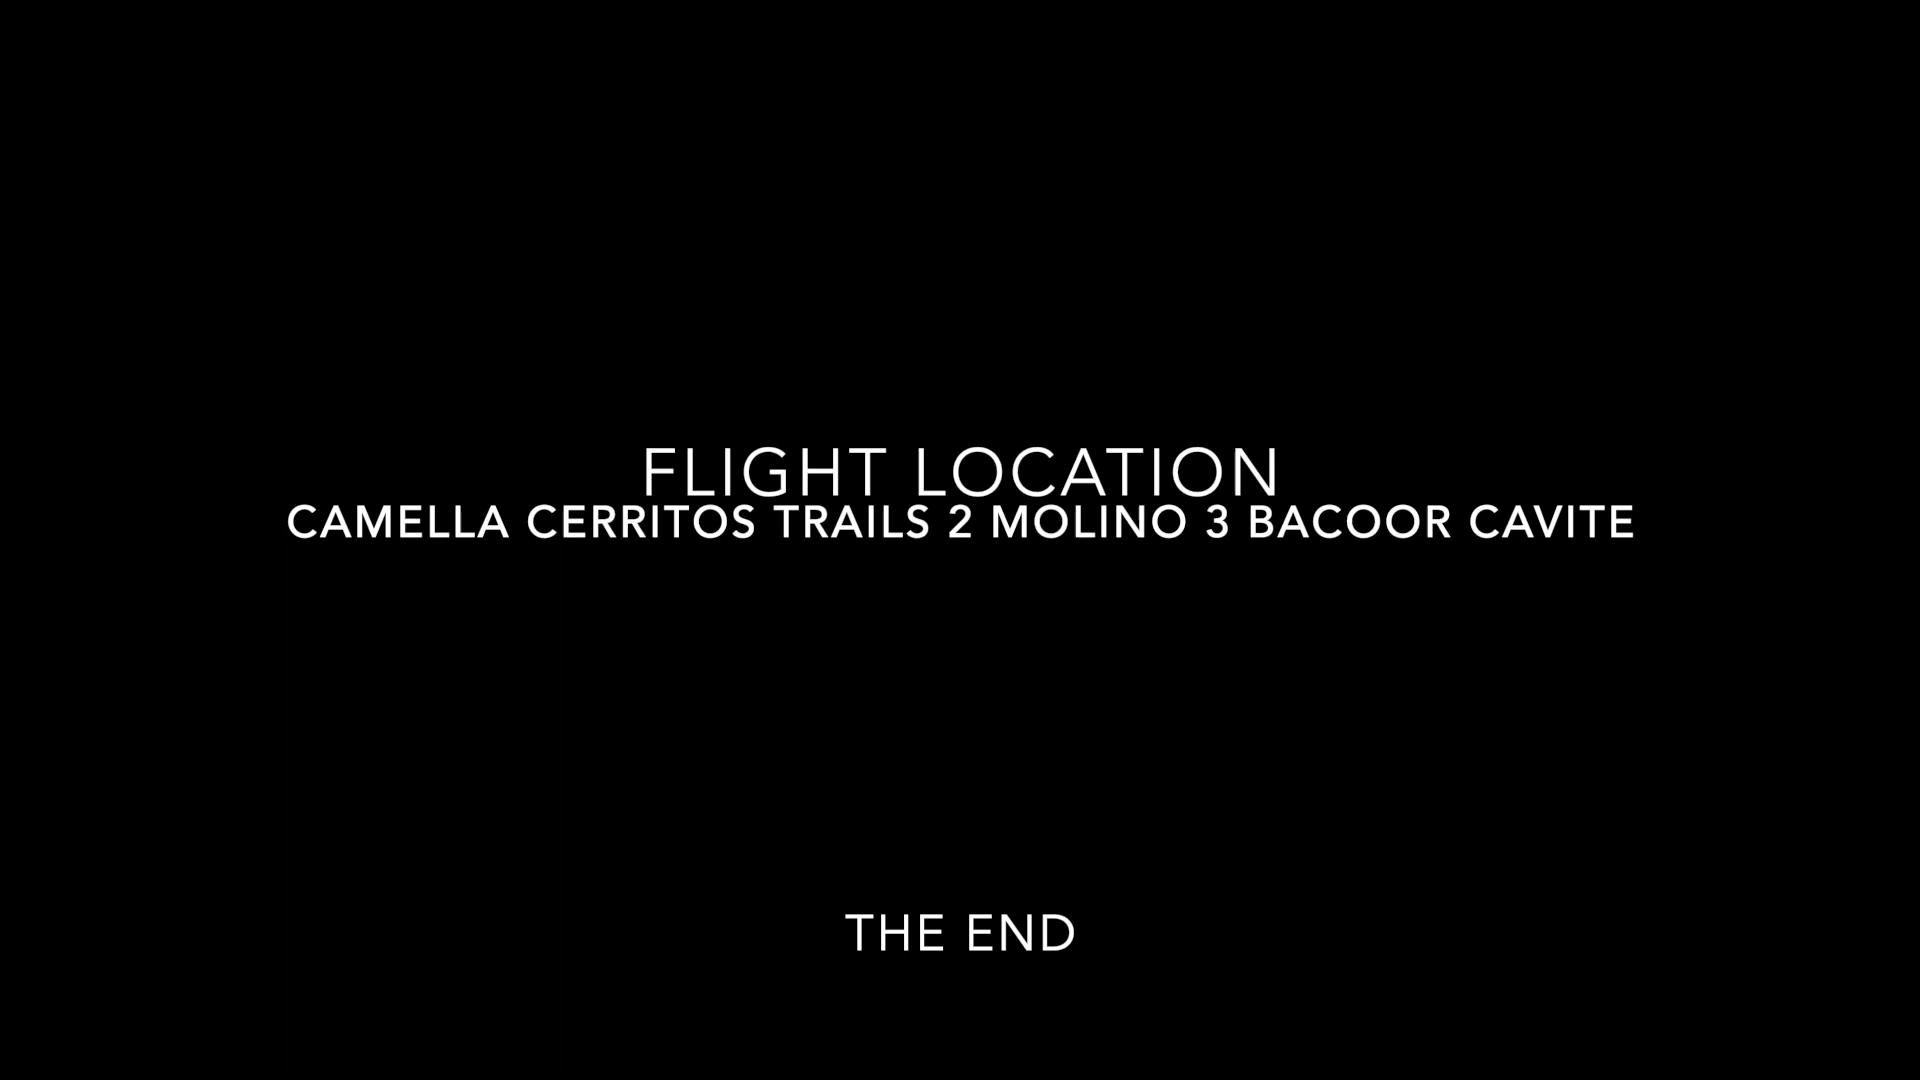 FLIGHT LOCATION
CAMELLA CERRITOS TRAILS 2 MOLINO 3 BACOOR CAVITE
THE END